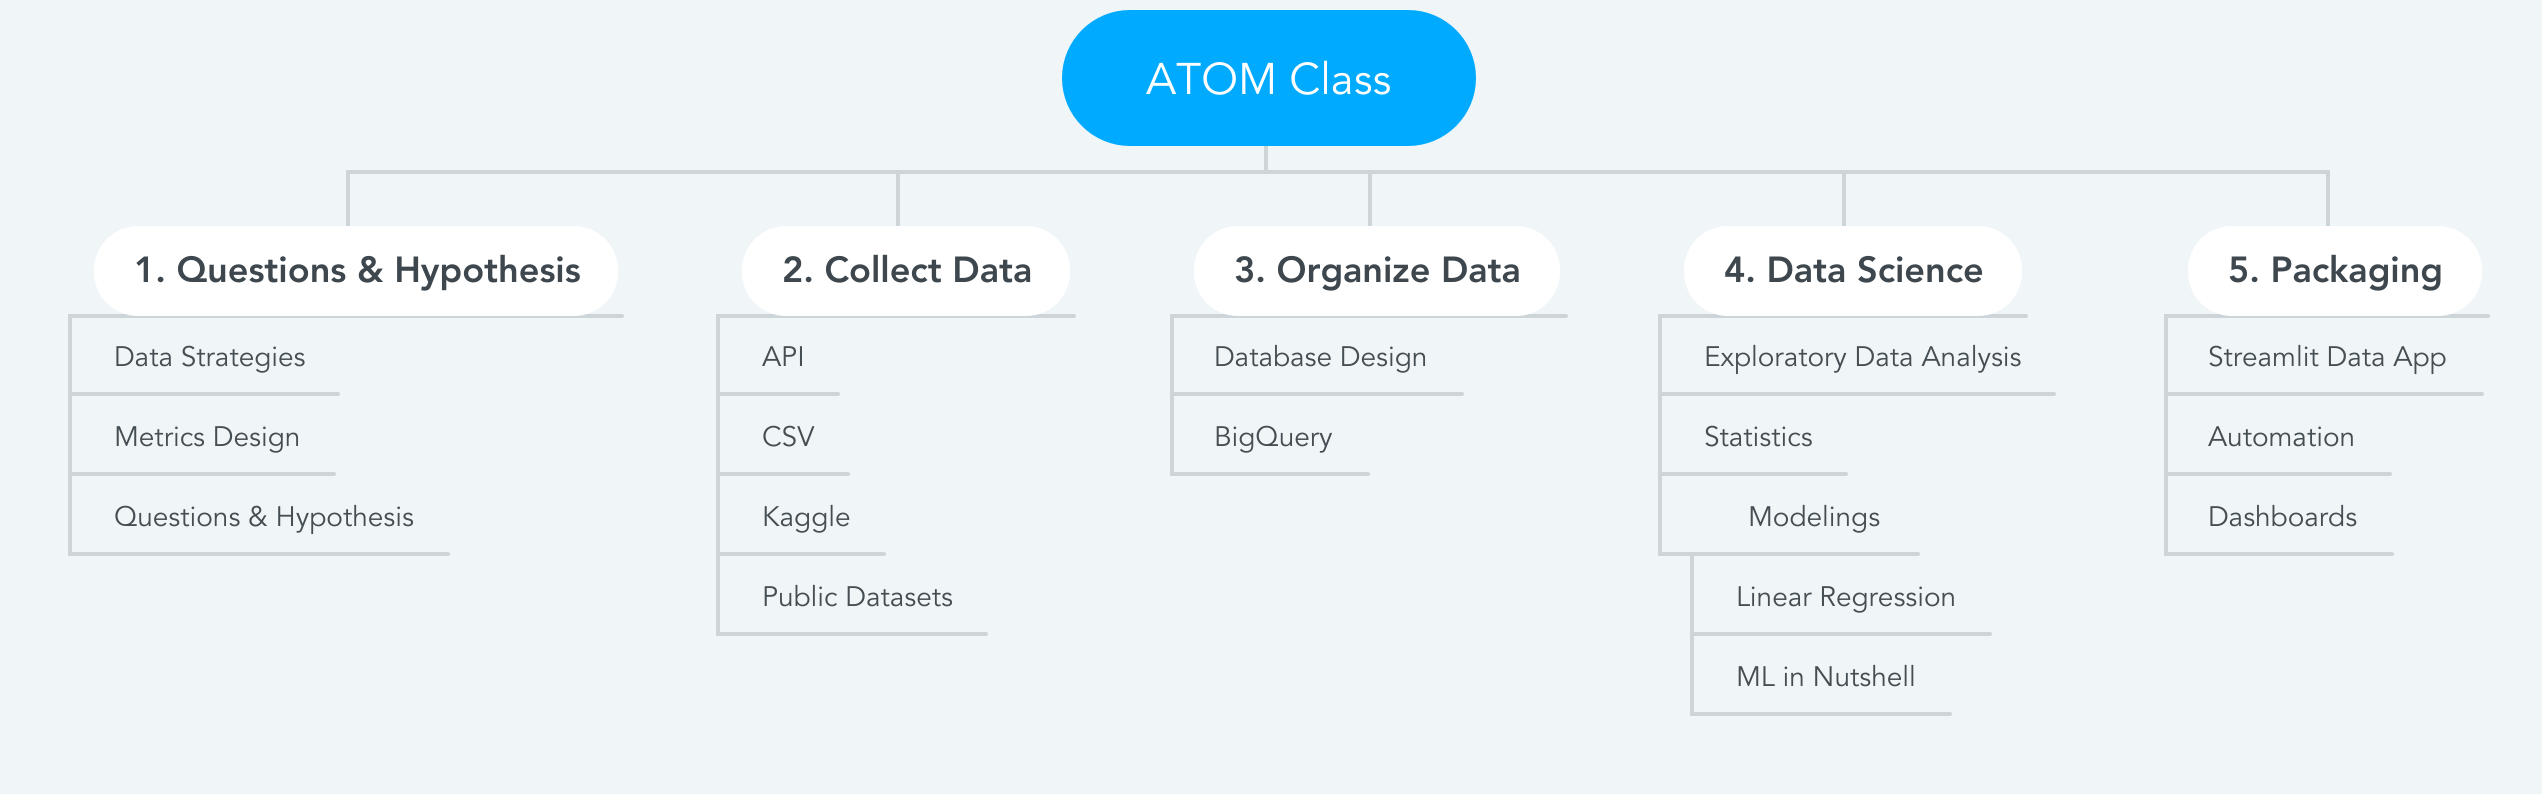 ATOM Class
1. Questions & Hypothesis
Data Strategies
Metrics Design
Questions & Hypothesis
2. Collect Data
API
CSV
Kaggle
Public Datasets
3. Organize Data
Database Design
BigQuery
4. Data Science
Exploratory Data Analysis
Statistics
Modelings
Linear Regression
ML in Nutshell
5. Packaging
Streamlit Data App
Automation
Dashboards